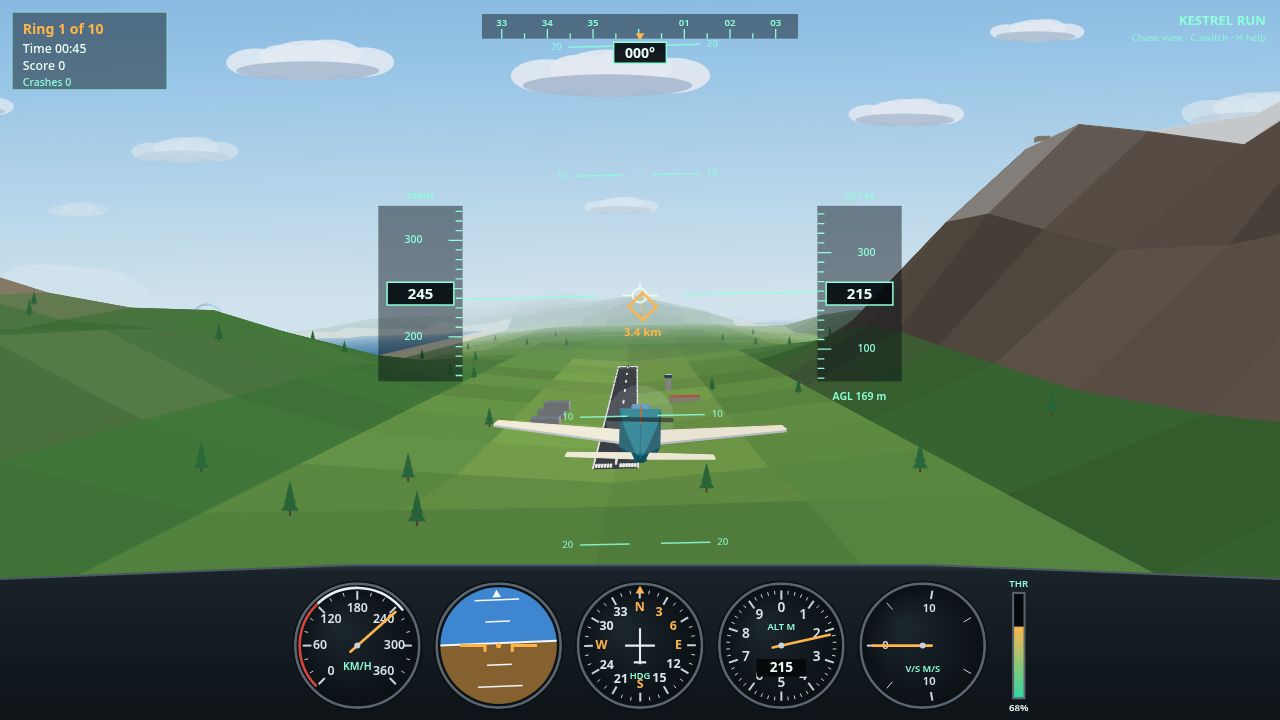 Ring 1 of 10
Time 00:45
Score 0
Crashes 0
33 34 35 01 02 03
000°
20 20
KESTREL RUN
Chase view · C switch · H help
10 10
KM/H
300
245
200
ALT M
300
215
100
AGL 169 m
3.4 km
10 10
20 20
0 60 120 180 240 300 360
KM/H
N 3 6 E 12 15 S 21 24 W 30 33
HDG
0 1 2 3 5 7 8 9
ALT M
215
10
0
V/S M/S
10
THR
68%